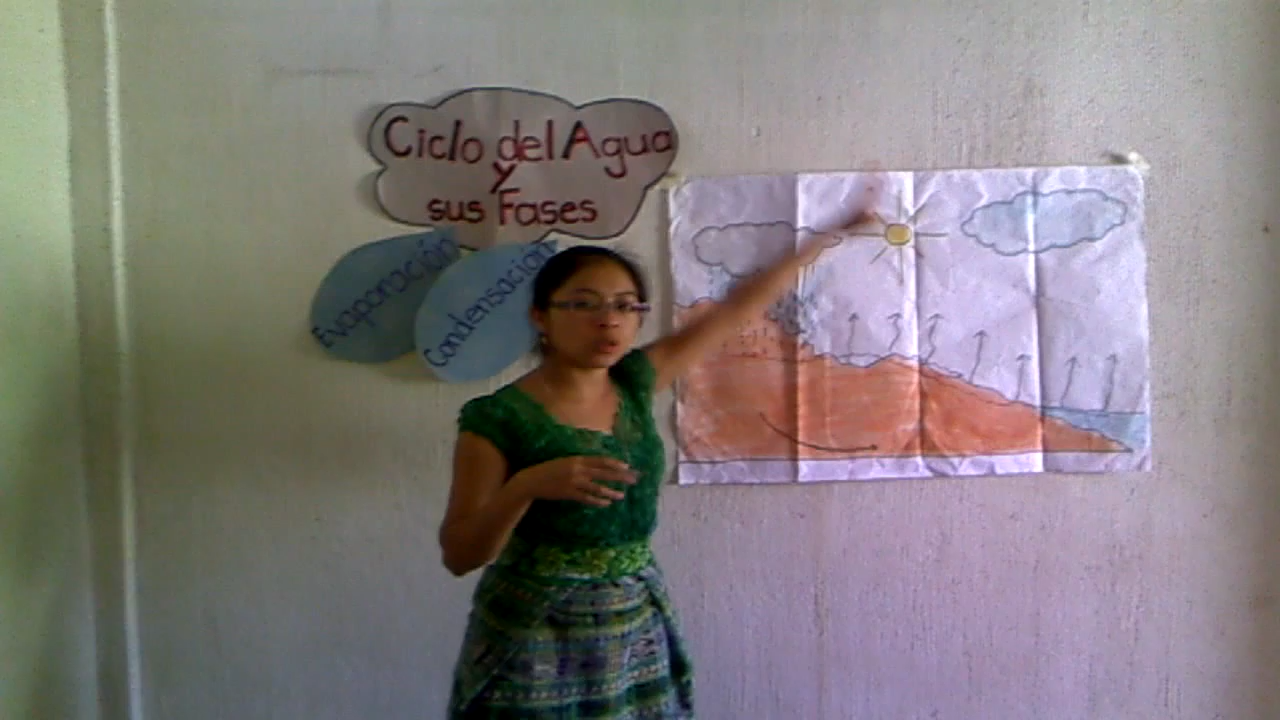 Ciclo del Agua
y
sus Fases
Evaporación
Condensación